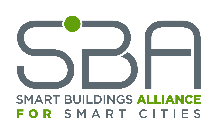 SBA
SMART BUILDINGS ALLIANCE
FOR SMART CITIES